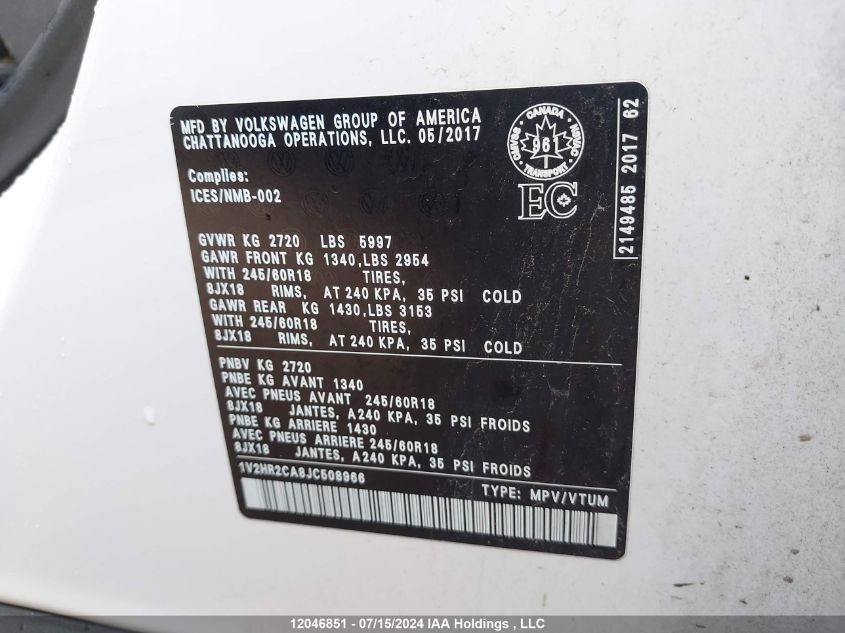 MFD BY VOLKSWAGEN GROUP OF AMERICA
CHATTANOOGA OPERATIONS, LLC. 05/2017
CANADA
961
TRANSPORT
Complies:
ICES/NMB-002
EC
2149485 2017 62
GVWR KG 2720 LBS 5997
GAWR FRONT KG 1340,LBS 2954
WITH 245/60R18 TIRES,
8JX18 RIMS, AT 240 KPA, 35 PSI COLD
GAWR REAR KG 1430,LBS 3153
WITH 245/60R18 TIRES,
8JX18 RIMS, AT 240 KPA, 35 PSI COLD
PNBV KG 2720
PNBE KG AVANT 1340
AVEC PNEUS AVANT 245/60R18
8JX18 JANTES, A240 KPA, 35 PSI FROIDS
PNBE KG ARRIERE 1430
AVEC PNEUS ARRIERE 245/60R18
8JX18 JANTES, A240 KPA, 35 PSI FROIDS
1V2HR2CA8JC508966
TYPE: MPV/VTUM
12046851 - 07/15/2024 IAA Holdings , LLC